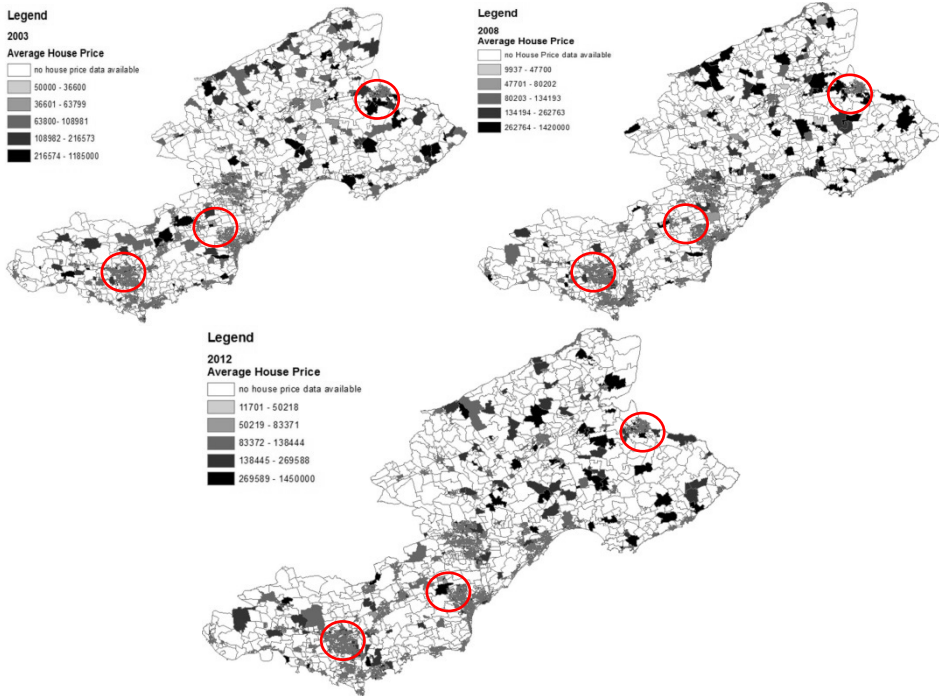 Legend
2003
Average House Price
no house price data available
50000 - 36600
36601 - 63799
63800- 108981
108982 - 216573
216574 - 1185000
Legend
2008
Average House Price
no House Price data available
9937 - 47700
47701 - 80202
80203 - 134193
134194 - 262763
262764 - 1420000
Legend
2012
Average House Price
no house price data available
11701 - 50218
50219 - 83371
83372 - 138444
138445 - 269588
269589 - 1450000